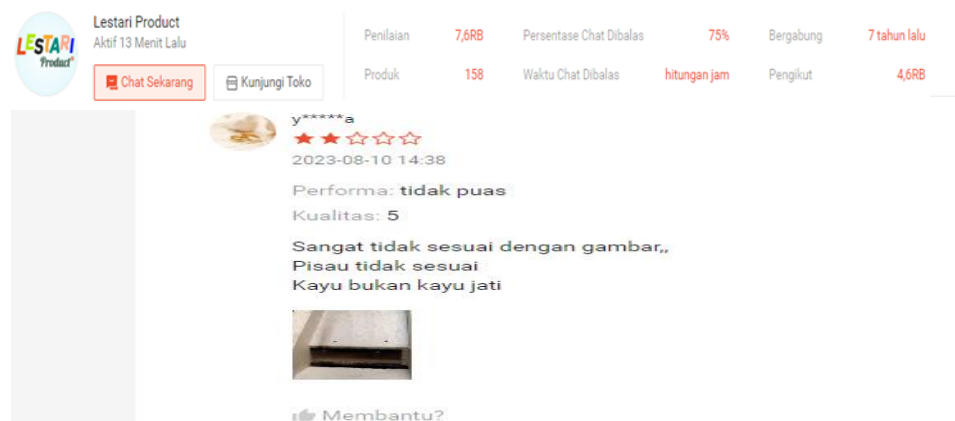 LESTARI
Product
Lestari Product
Aktif 13 Menit Lalu
Chat Sekarang
Kunjungi Toko
Penilaian 7,6RB
Persentase Chat Dibalas 75%
Bergabung 7 tahun lalu
Produk 158
Waktu Chat Dibalas hitungan jam
Pengikut 4,6RB
y*****a
2023-08-10 14:38
Performa: tidak puas
Kualitas: 5
Sangat tidak sesuai dengan gambar,,
Pisau tidak sesuai
Kayu bukan kayu jati
Membantu?